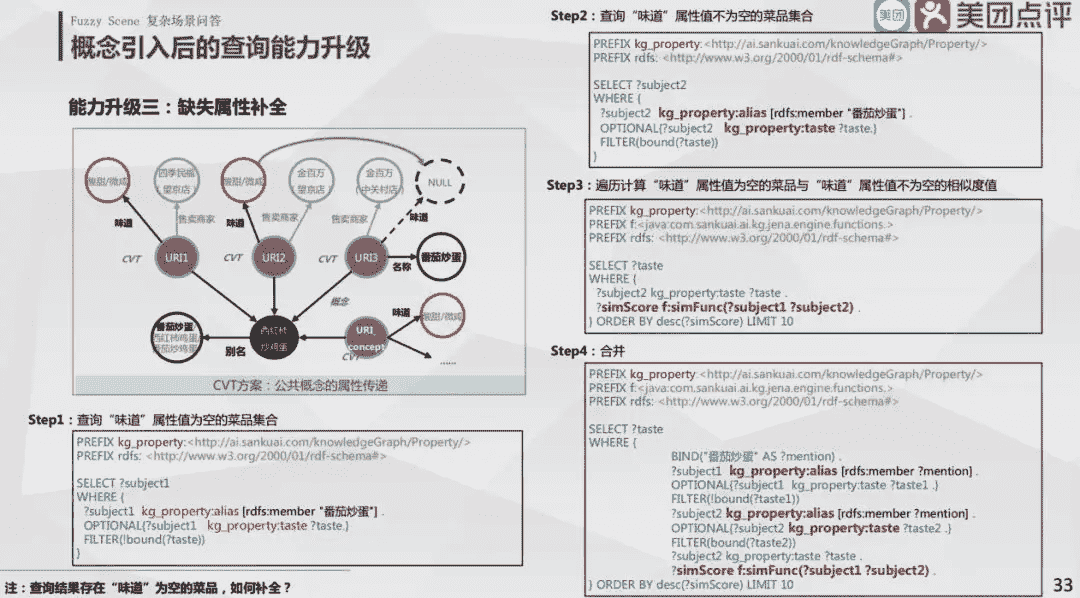 Fuzzy Scene 复杂场景问答
概念引入后的查询能力升级
美团
美团点评
能力升级三：缺失属性补全
酸甜/微咸
四季民福
（望京店）
酸甜/微咸
金百万
（望京店）
金百万
（中关村店）
NULL
味道
售卖商家
味道
售卖商家
售卖商家
味道
CVT
URI1
CVT
URI2
CVT
URI3
名称
番茄炒蛋
概念
味道
酸甜/微咸
番茄炒蛋
西红柿鸡蛋
番茄炒鸡蛋
别名
西红柿
炒鸡蛋
URI_
concept
CVT
......
CVT方案：公共概念的属性传递
Step1：查询“味道”属性值为空的菜品集合
PREFIX kg_property:<http://ai.sankuai.com/knowledgeGraph/Property/>
PREFIX rdfs: <http://www.w3.org/2000/01/rdf-schema#>
SELECT ?subject1
WHERE {
?subject1 kg_property:alias [rdfs:member "番茄炒蛋"] .
OPTIONAL{?subject1 kg_property:taste ?taste.}
FILTER(!bound(?taste))
}
注：查询结果存在“味道”为空的菜品，如何补全？
Step2：查询“味道”属性值不为空的菜品集合
PREFIX kg_property:<http://ai.sankuai.com/knowledgeGraph/Property/>
PREFIX rdfs: <http://www.w3.org/2000/01/rdf-schema#>
SELECT ?subject2
WHERE {
?subject2 kg_property:alias [rdfs:member "番茄炒蛋"] .
OPTIONAL{?subject2 kg_property:taste ?taste.}
FILTER(bound(?taste))
}
Step3：遍历计算“味道”属性值为空的菜品与“味道”属性值不为空的相似度值
PREFIX kg_property:<http://ai.sankuai.com/knowledgeGraph/Property/>
PREFIX f:<java:com.sankuai.ai.kg.jena.engine.functions.>
PREFIX rdfs: <http://www.w3.org/2000/01/rdf-schema#>
SELECT ?taste
WHERE {
?subject2 kg_property:taste ?taste .
?simScore f:simFunc(?subject1 ?subject2) .
} ORDER BY desc(?simScore) LIMIT 10
Step4：合并
PREFIX kg_property:<http://ai.sankuai.com/knowledgeGraph/Property/>
PREFIX f:<java:com.sankuai.ai.kg.jena.engine.functions.>
PREFIX rdfs: <http://www.w3.org/2000/01/rdf-schema#>
SELECT ?taste
WHERE {
BIND("番茄炒蛋" AS ?mention) .
?subject1 kg_property:alias [rdfs:member ?mention] .
OPTIONAL{?subject1 kg_property:taste ?taste1 .}
FILTER(!bound(?taste1))
?subject2 kg_property:alias [rdfs:member ?mention] .
OPTIONAL{?subject2 kg_property:taste ?taste2 .}
FILTER(bound(?taste2))
?subject2 kg_property:taste ?taste .
?simScore f:simFunc(?subject1 ?subject2) .
} ORDER BY desc(?simScore) LIMIT 10
33